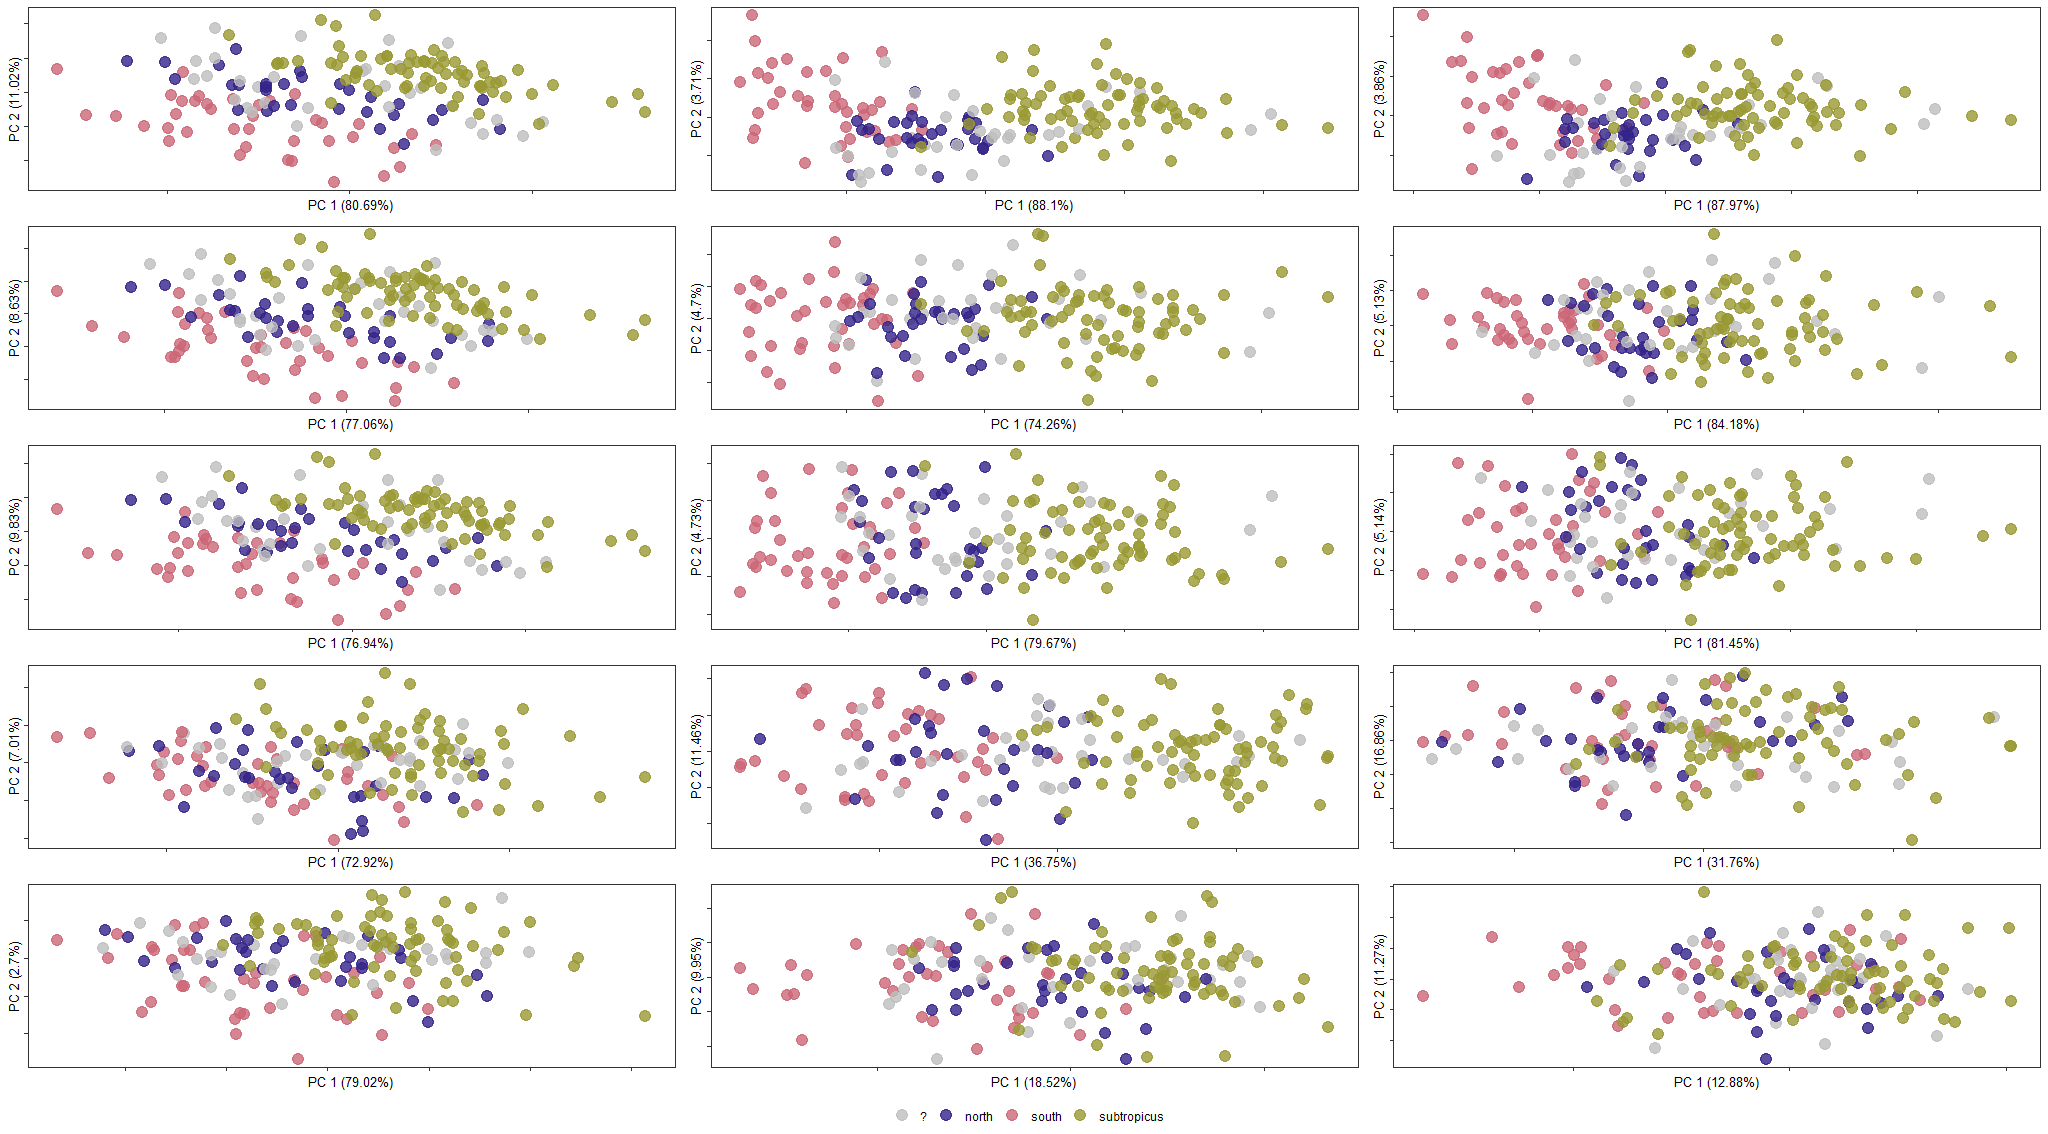 PC 2 (11.02%)
PC 1 (80.69%)
PC 2 (3.71%)
PC 1 (88.1%)
PC 2 (3.86%)
PC 1 (87.97%)
PC 2 (8.63%)
PC 1 (77.06%)
PC 2 (4.7%)
PC 1 (74.26%)
PC 2 (5.13%)
PC 1 (84.18%)
PC 2 (9.83%)
PC 1 (76.94%)
PC 2 (4.73%)
PC 1 (79.67%)
PC 2 (5.14%)
PC 1 (81.45%)
PC 2 (7.01%)
PC 1 (72.92%)
PC 2 (11.46%)
PC 1 (36.75%)
PC 2 (16.86%)
PC 1 (31.76%)
PC 2 (2.7%)
PC 1 (79.02%)
PC 2 (9.95%)
PC 1 (18.52%)
PC 2 (11.27%)
PC 1 (12.88%)
? north south subtropicus